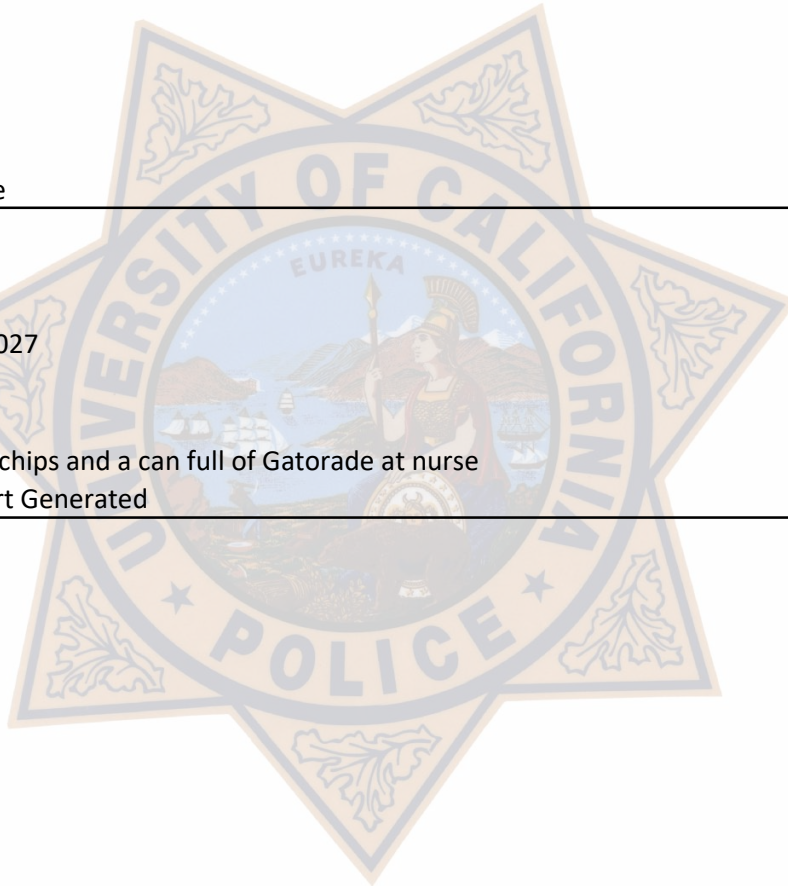 e
UNIVERSITY OF CALIFORNIA
EUREKA
027
chips and a can full of Gatorade at nurse
rt Generated
POLICE